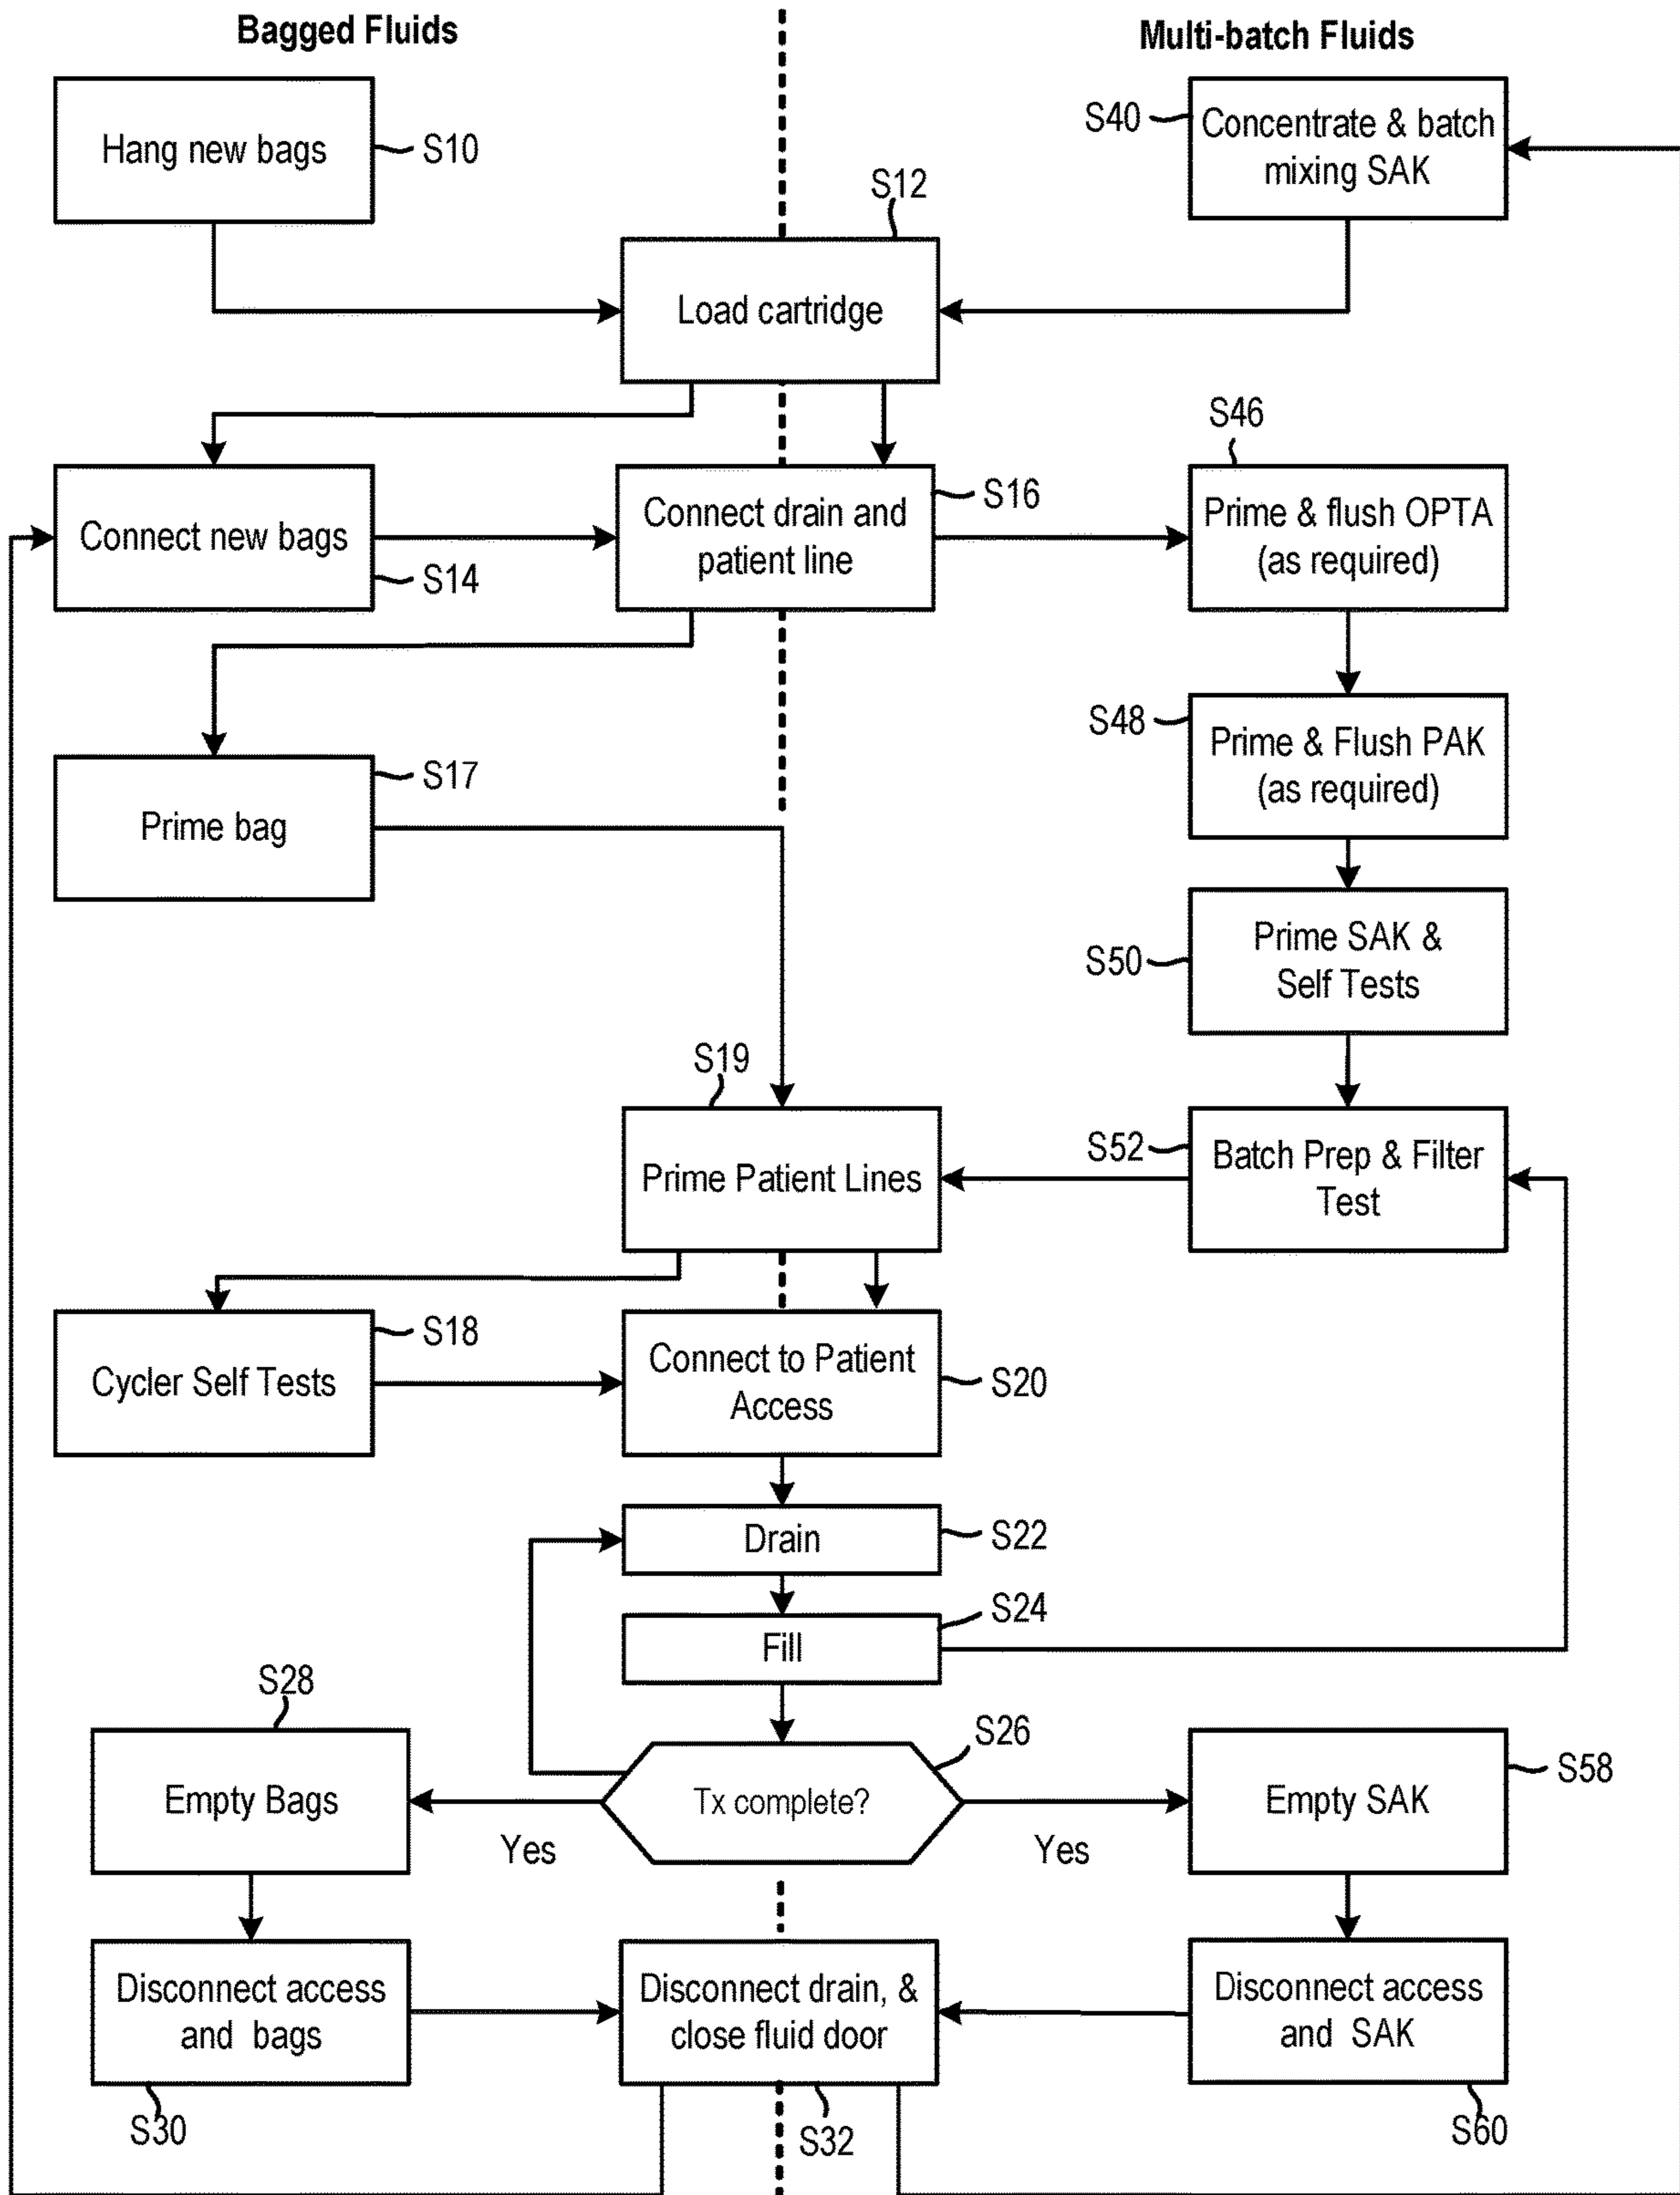 Bagged Fluids
Multi-batch Fluids
Hang new bags
S10
S40
Concentrate & batch
mixing SAK
S12
Load cartridge
S46
Connect new bags
S14
Connect drain and
patient line
S16
Prime & flush OPTA
(as required)
S48
Prime & Flush PAK
(as required)
S17
Prime bag
S50
Prime SAK &
Self Tests
S19
Prime Patient Lines
S52
Batch Prep & Filter
Test
S18
Cycler Self Tests
Connect to Patient
Access
S20
Drain
S22
Fill
S24
S28
Empty Bags
S26
Tx complete?
Yes
Yes
Empty SAK
S58
Disconnect access
and bags
S30
Disconnect drain, &
close fluid door
S32
Disconnect access
and SAK
S60